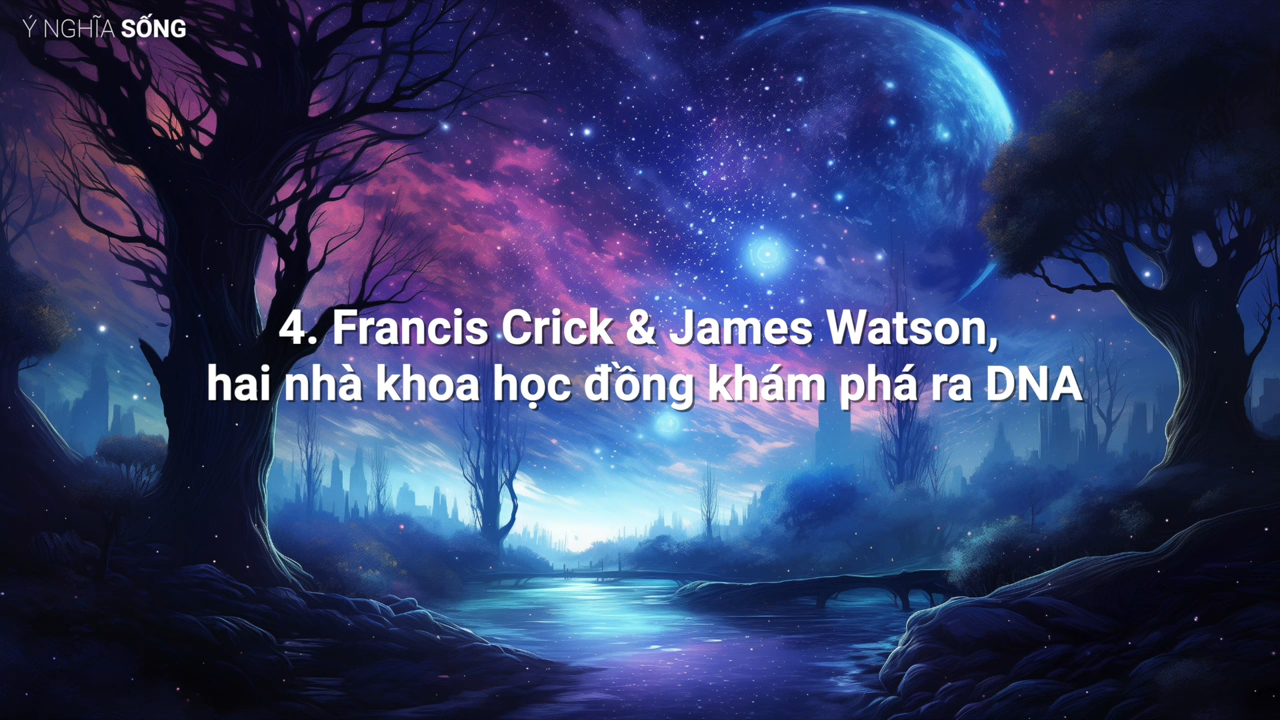 Ý NGHĨA SỐNG
4. Francis Crick & James Watson,
hai nhà khoa học đồng khám phá ra DNA